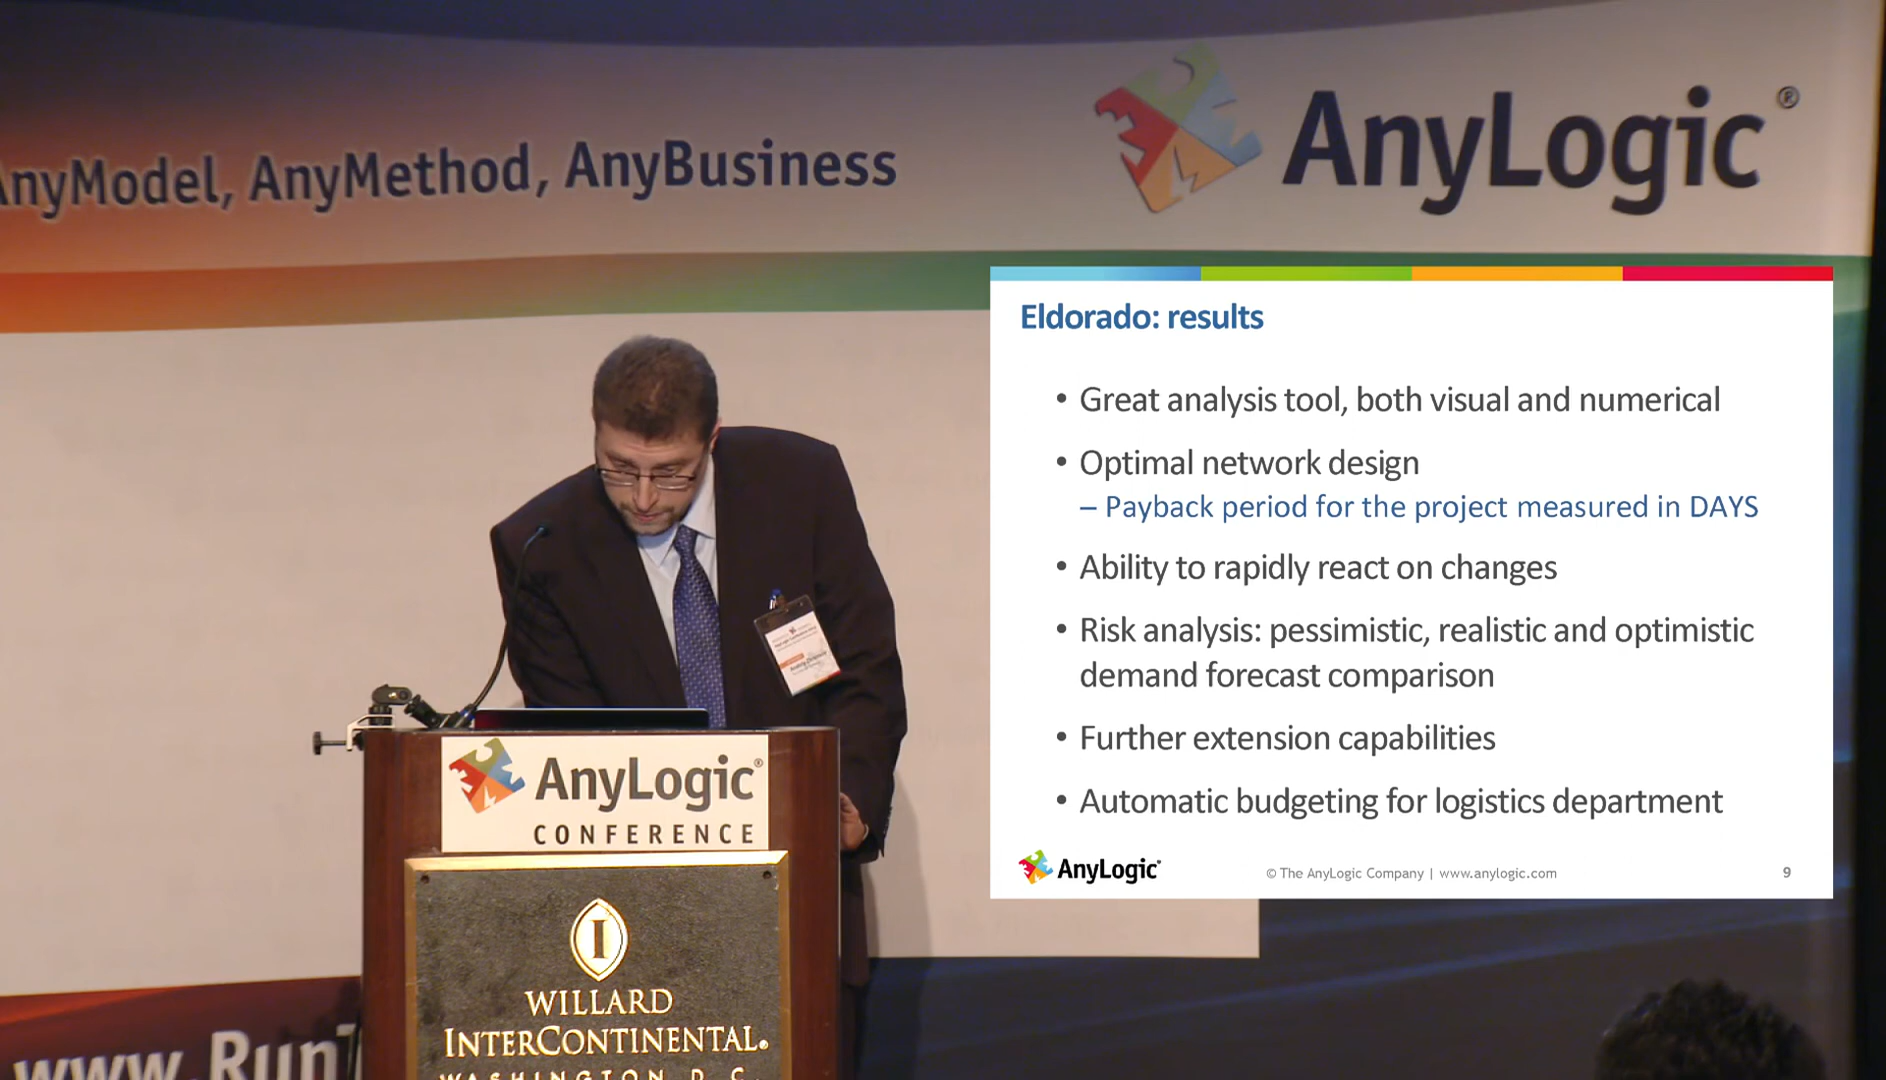 AnyModel, AnyMethod, AnyBusiness
AnyLogic®
Eldorado: results
• Great analysis tool, both visual and numerical
• Optimal network design
– Payback period for the project measured in DAYS
• Ability to rapidly react on changes
• Risk analysis: pessimistic, realistic and optimistic
demand forecast comparison
• Further extension capabilities
• Automatic budgeting for logistics department
AnyLogic®
© The AnyLogic Company | www.anylogic.com
9
AnyLogic®
CONFERENCE
I
WILLARD
INTERCONTINENTAL®
WASHINGTON D.C.
www.Run